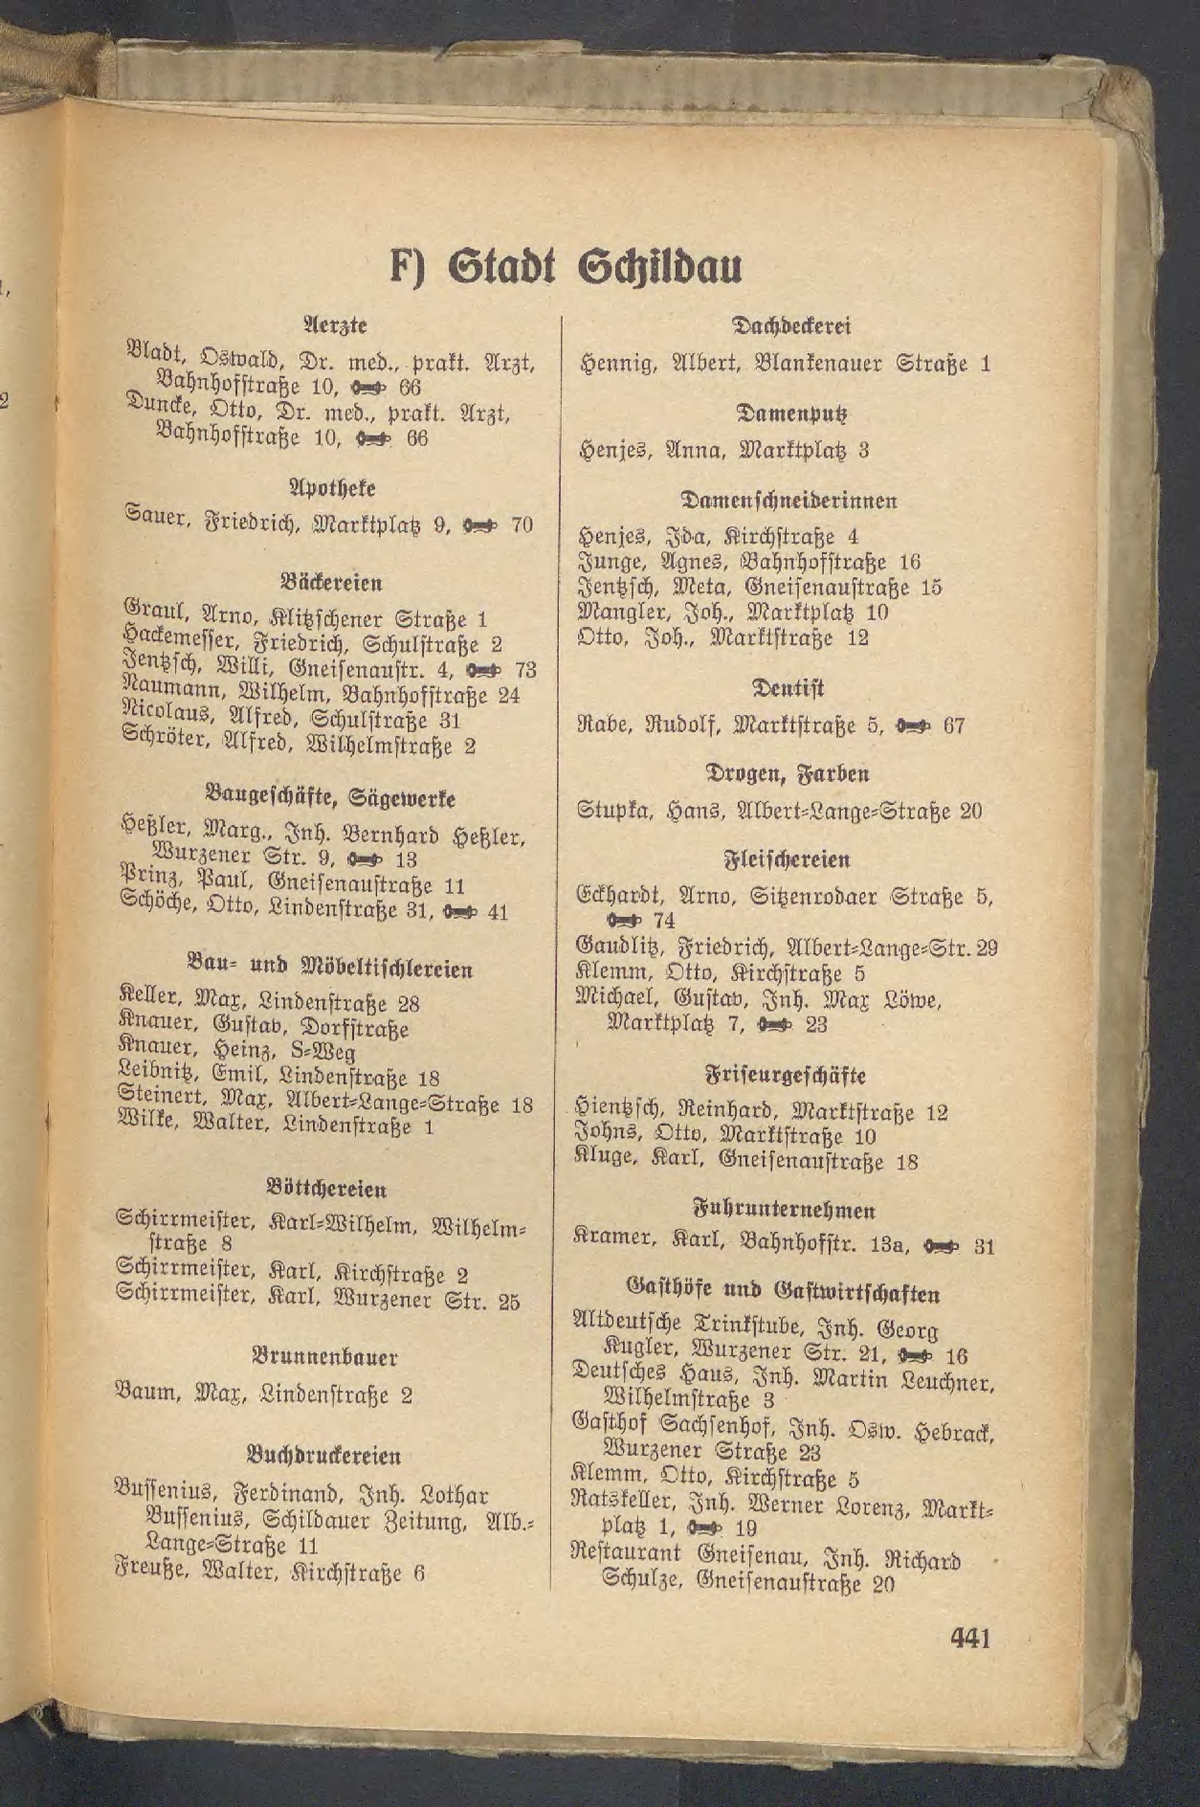 F) Stadt Schildau
Aerzte
Bladt, Oswald, Dr. med., prakt. Arzt,
Bahnhofstraße 10, 66
Duncke, Otto, Dr. med., prakt. Arzt,
Bahnhofstraße 10, 66
Apotheke
Sauer, Friedrich, Marktplatz 9, 70
Bäckereien
Graul, Arno, Klitzschener Straße 1
Hackemesser, Friedrich, Schulstraße 2
Jentzsch, Willi, Gneisenaustr. 4, 73
Naumann, Wilhelm, Bahnhofstraße 24
Nicolaus, Alfred, Schulstraße 31
Schröter, Alfred, Wilhelmstraße 2
Baugeschäfte, Sägewerke
Heßler, Marg., Inh. Bernhard Heßler,
Wurzener Str. 9, 13
Prinz, Paul, Gneisenaustraße 11
Schöche, Otto, Lindenstraße 31, 41
Bau- und Möbeltischlereien
Keller, Max, Lindenstraße 28
Knauer, Gustav, Dorfstraße
Knauer, Heinz, S-Weg
Leibnitz, Emil, Lindenstraße 18
Steinert, Max, Albert-Lange-Straße 18
Wilke, Walter, Lindenstraße 1
Böttchereien
Schirrmeister, Karl-Wilhelm, Wilhelm-
straße 8
Schirrmeister, Karl, Kirchstraße 2
Schirrmeister, Karl, Wurzener Str. 25
Brunnenbauer
Baum, Max, Lindenstraße 2
Buchdruckereien
Bussenius, Ferdinand, Inh. Lothar
Bussenius, Schildauer Zeitung, Alb.-
Lange-Straße 11
Freuße, Walter, Kirchstraße 6
Dachdeckerei
Hennig, Albert, Blankenauer Straße 1
Damenputz
Henjes, Anna, Marktplatz 3
Damenschneiderinnen
Henjes, Ida, Kirchstraße 4
Junge, Agnes, Bahnhofstraße 16
Jentzsch, Meta, Gneisenaustraße 15
Mangler, Joh., Marktplatz 10
Otto, Joh., Marktstraße 12
Dentist
Rabe, Rudolf, Marktstraße 5, 67
Drogen, Farben
Stupka, Hans, Albert-Lange-Straße 20
Fleischereien
Eckhardt, Arno, Sitzenrodaer Straße 5,
74
Gaudlitz, Friedrich, Albert-Lange-Str. 29
Klemm, Otto, Kirchstraße 5
Michael, Gustav, Inh. Max Löwe,
Marktplatz 7, 23
Friseurgeschäfte
Hientzsch, Reinhard, Marktstraße 12
Johns, Otto, Marktstraße 10
Kluge, Karl, Gneisenaustraße 18
Fuhrunternehmen
Kramer, Karl, Bahnhofstr. 13a, 31
Gasthöfe und Gastwirtschaften
Altdeutsche Trinkstube, Inh. Georg
Kugler, Wurzener Str. 21, 16
Deutsches Haus, Inh. Martin Leuchner,
Wilhelmstraße 3
Gasthof Sachsenhof, Inh. Osw. Hebrack,
Wurzener Straße 23
Klemm, Otto, Kirchstraße 5
Ratskeller, Inh. Werner Lorenz, Markt-
platz 1, 19
Restaurant Gneisenau, Inh. Richard
Schulze, Gneisenaustraße 20
441